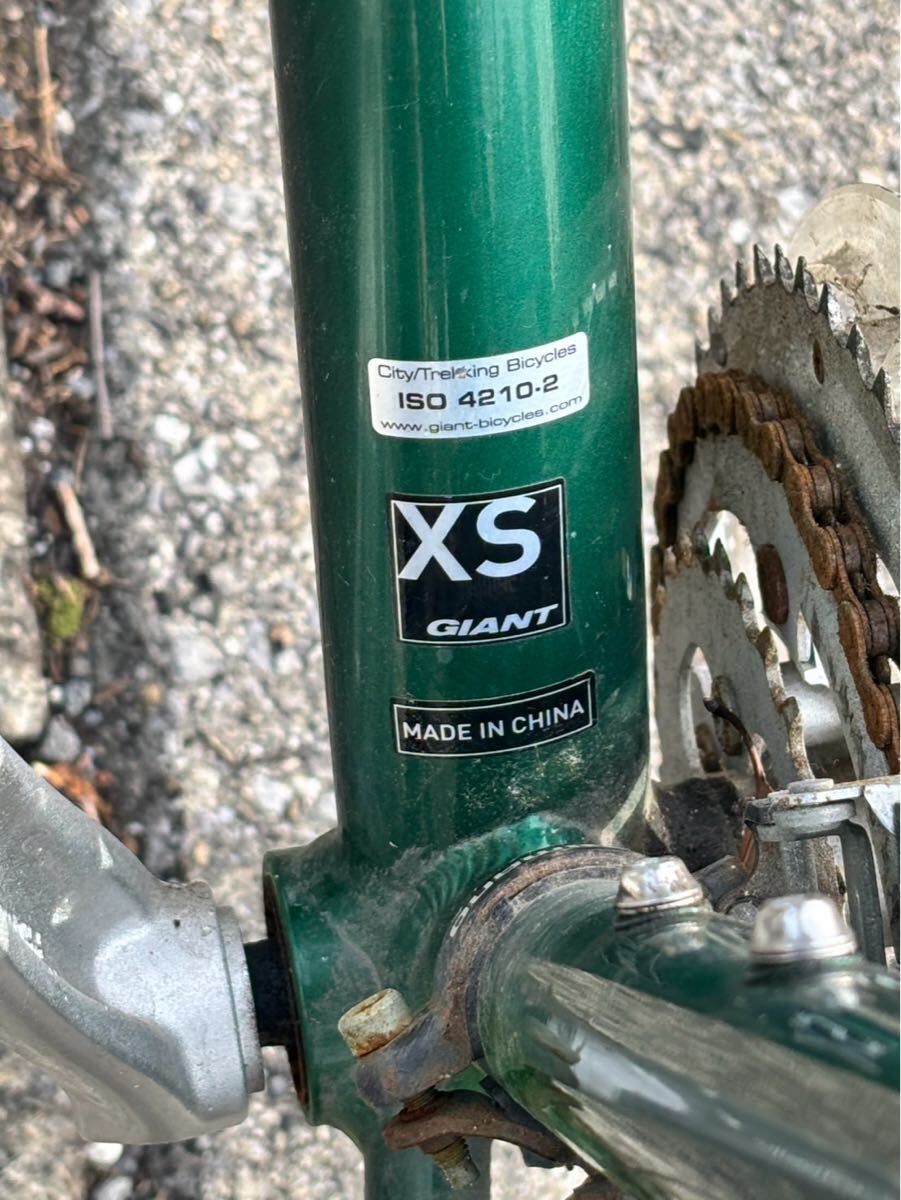 City/Trekking Bicycles
ISO 4210-2
www.giant-bicycles.com
XS
GIANT
MADE IN CHINA